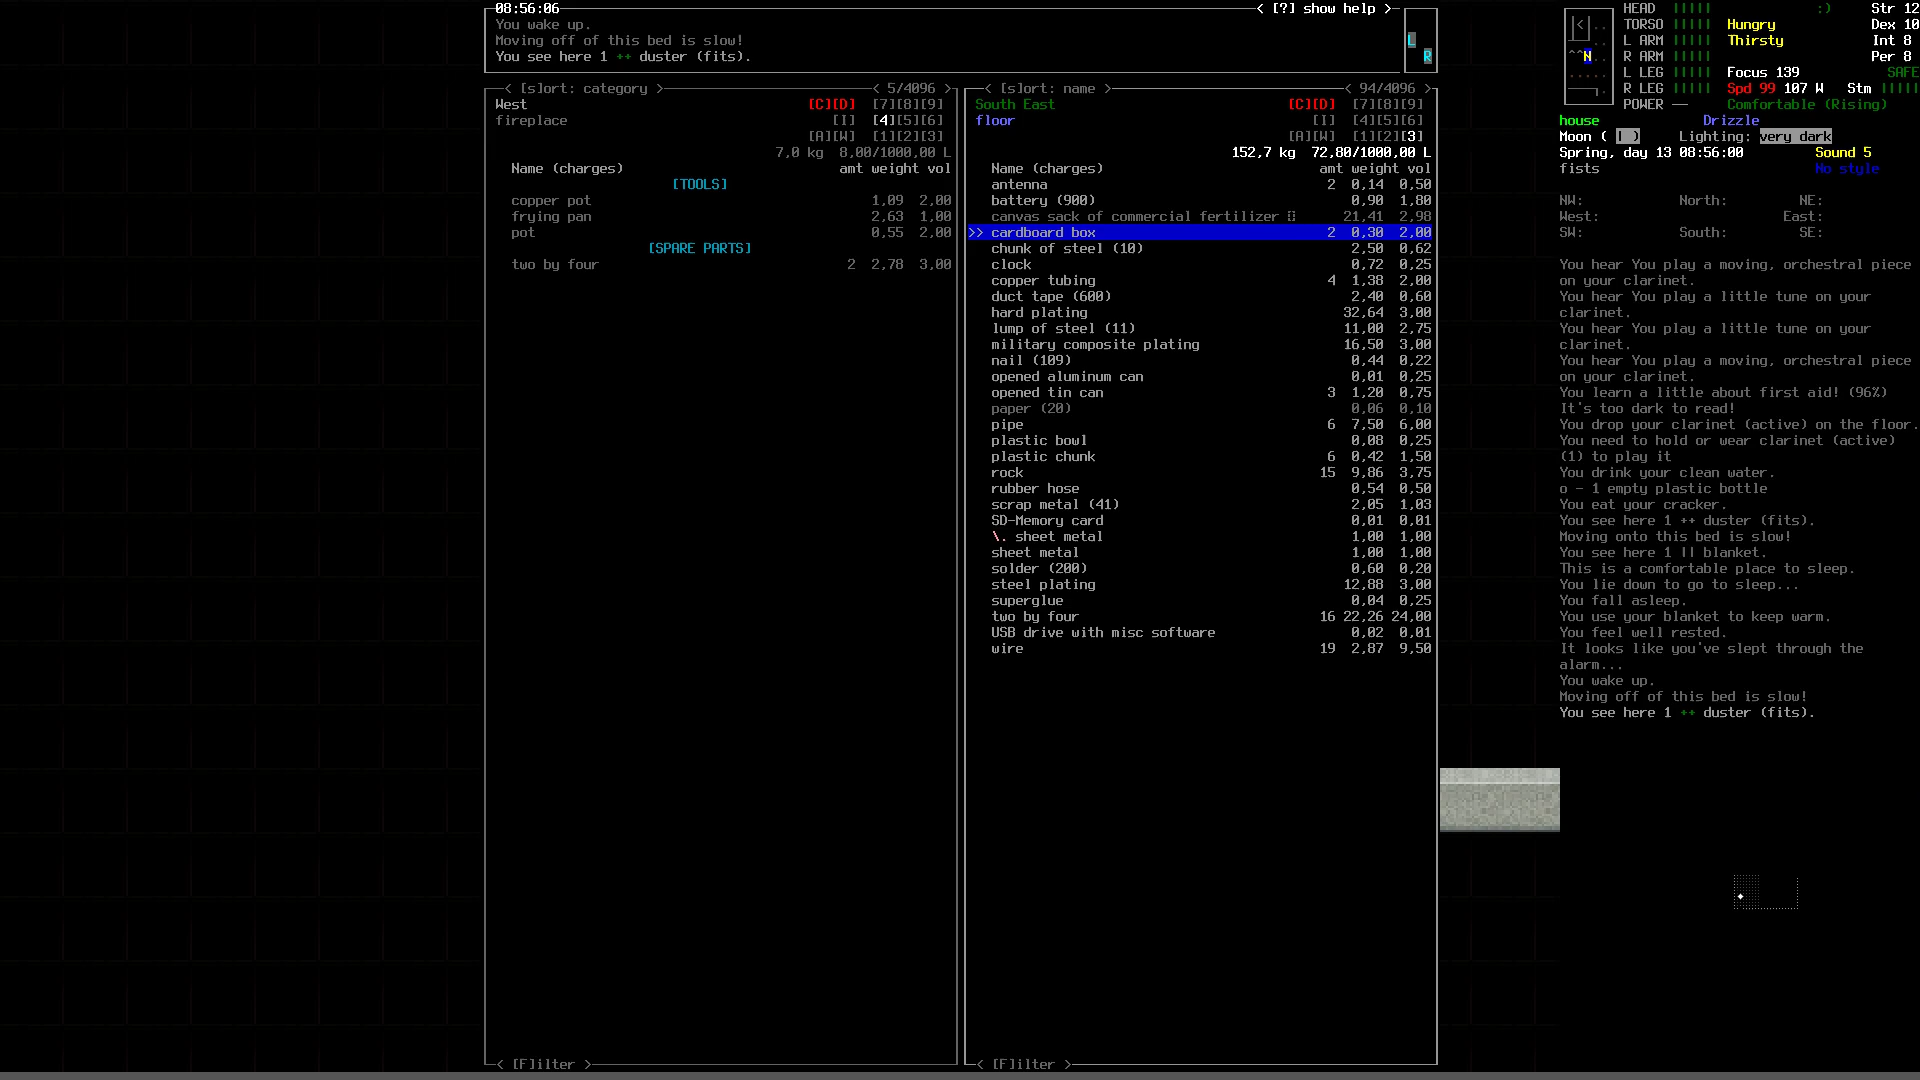 08:56:06 < [?] show help >
You wake up.
Moving off of this bed is slow!
You see here 1 ++ duster (fits).
L
R
< [s]ort: category > < 5/4096 >
West [C][D] [7][8][9]
fireplace [I] [4][5][6]
[A][W] [1][2][3]
7,0 kg 8,00/1000,00 L
Name (charges) amt weight vol
[TOOLS]
copper pot 1,09 2,00
frying pan 2,63 1,00
pot 0,55 2,00
[SPARE PARTS]
two by four 2 2,78 3,00
< [F]ilter >
< [s]ort: name > < 94/4096 >
South East [C][D] [7][8][9]
floor [I] [4][5][6]
[A][W] [1][2][3]
152,7 kg 72,80/1000,00 L
Name (charges) amt weight vol
antenna 2 0,14 0,50
battery (900) 0,90 1,80
canvas sack of commercial fertilizer 21,41 2,98
>> cardboard box 2 0,30 2,00
chunk of steel (10) 2,50 0,62
clock 0,72 0,25
copper tubing 4 1,38 2,00
duct tape (600) 2,40 0,60
hard plating 32,64 3,00
lump of steel (11) 11,00 2,75
military composite plating 16,50 3,00
nail (109) 0,44 0,22
opened aluminum can 0,01 0,25
opened tin can 3 1,20 0,75
paper (20) 0,06 0,10
pipe 6 7,50 6,00
plastic bowl 0,08 0,25
plastic chunk 6 0,42 1,50
rock 15 9,86 3,75
rubber hose 0,54 0,50
scrap metal (41) 2,05 1,03
SD-Memory card 0,01 0,01
\. sheet metal 1,00 1,00
sheet metal 1,00 1,00
solder (200) 0,60 0,20
steel plating 12,88 3,00
superglue 0,04 0,25
two by four 16 22,26 24,00
USB drive with misc software 0,02 0,01
wire 19 2,87 9,50
< [F]ilter >
HEAD ||||| :) Str 12
TORSO ||||| Hungry Dex 10
L ARM ||||| Thirsty Int 8
R ARM ||||| Per 8
L LEG ||||| Focus 139 SAFE
R LEG ||||| Spd 99 107 W Stm |||||
POWER — Comfortable (Rising)
house Drizzle
Moon ( | ) Lighting: very dark
Spring, day 13 08:56:00 Sound 5
fists No style
NW: North: NE:
West: East:
SW: South: SE:
You hear You play a moving, orchestral piece
on your clarinet.
You hear You play a little tune on your
clarinet.
You hear You play a little tune on your
clarinet.
You hear You play a moving, orchestral piece
on your clarinet.
You learn a little about first aid! (96%)
It's too dark to read!
You drop your clarinet (active) on the floor.
You need to hold or wear clarinet (active)
(1) to play it
You drink your clean water.
o - 1 empty plastic bottle
You eat your cracker.
You see here 1 ++ duster (fits).
Moving onto this bed is slow!
You see here 1 || blanket.
This is a comfortable place to sleep.
You lie down to go to sleep...
You fall asleep.
You use your blanket to keep warm.
You feel well rested.
It looks like you've slept through the
alarm...
You wake up.
Moving off of this bed is slow!
You see here 1 ++ duster (fits).